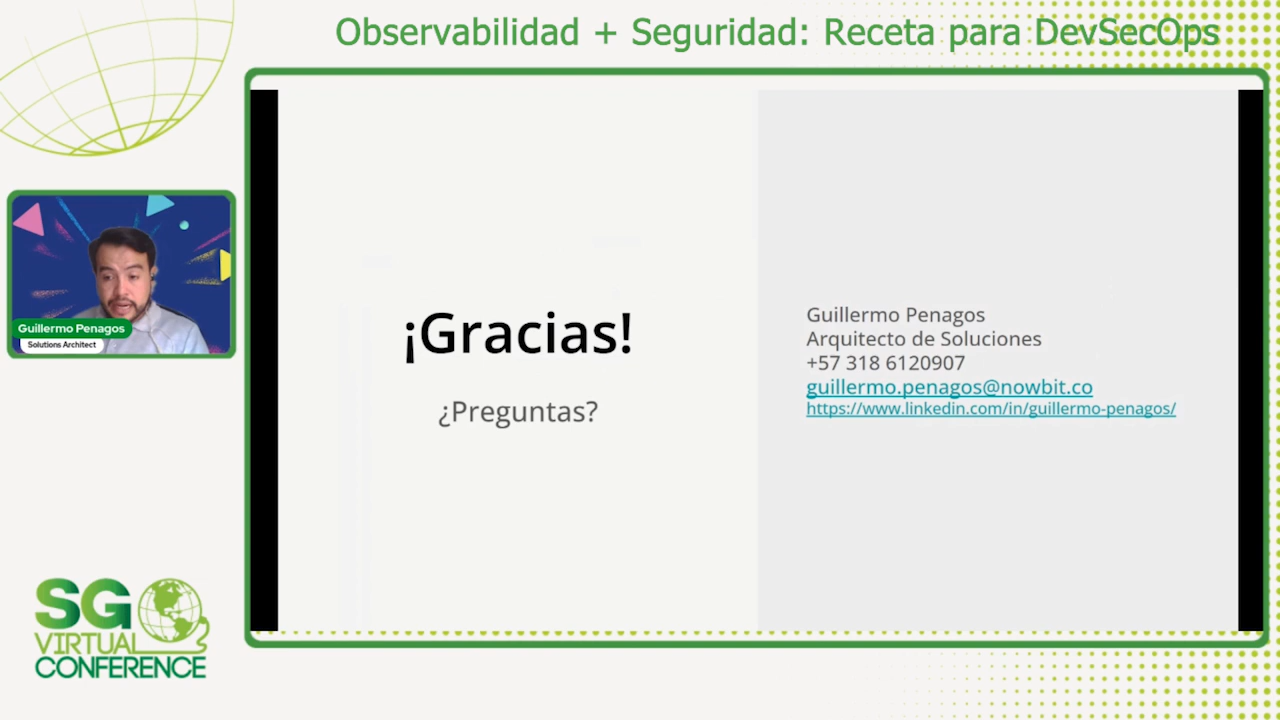 Observabilidad + Seguridad: Receta para DevSecOps
Guillermo Penagos
Solutions Architect
¡Gracias!
¿Preguntas?
Guillermo Penagos
Arquitecto de Soluciones
+57 318 6120907
guillermo.penagos@nowbit.co
https://www.linkedin.com/in/guillermo-penagos/
SG
VIRTUAL
CONFERENCE